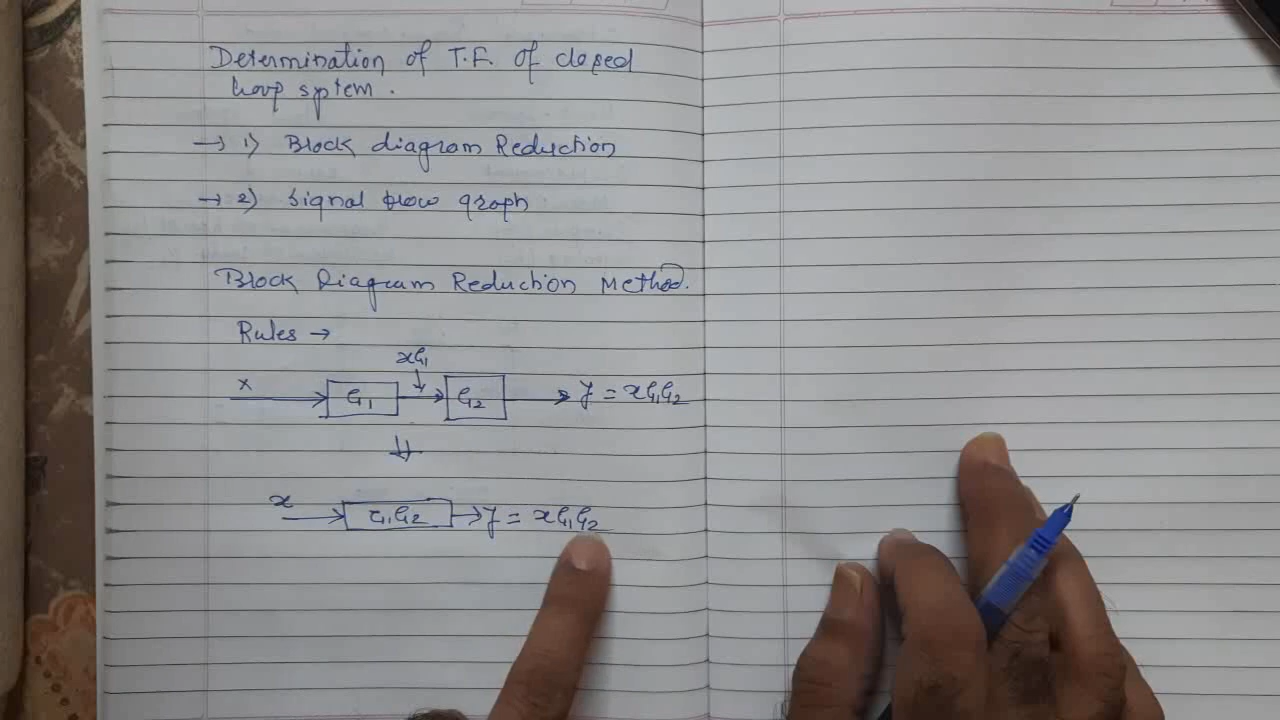 Determination of T.F. of closed
loop system.
→ 1) Block diagram Reduction
→ 2) Signal flow graph
Block Diagram Reduction Method.
Rules →
xG1
x G1 G2 y = xG1G2
x G1G2 y = xG1G2